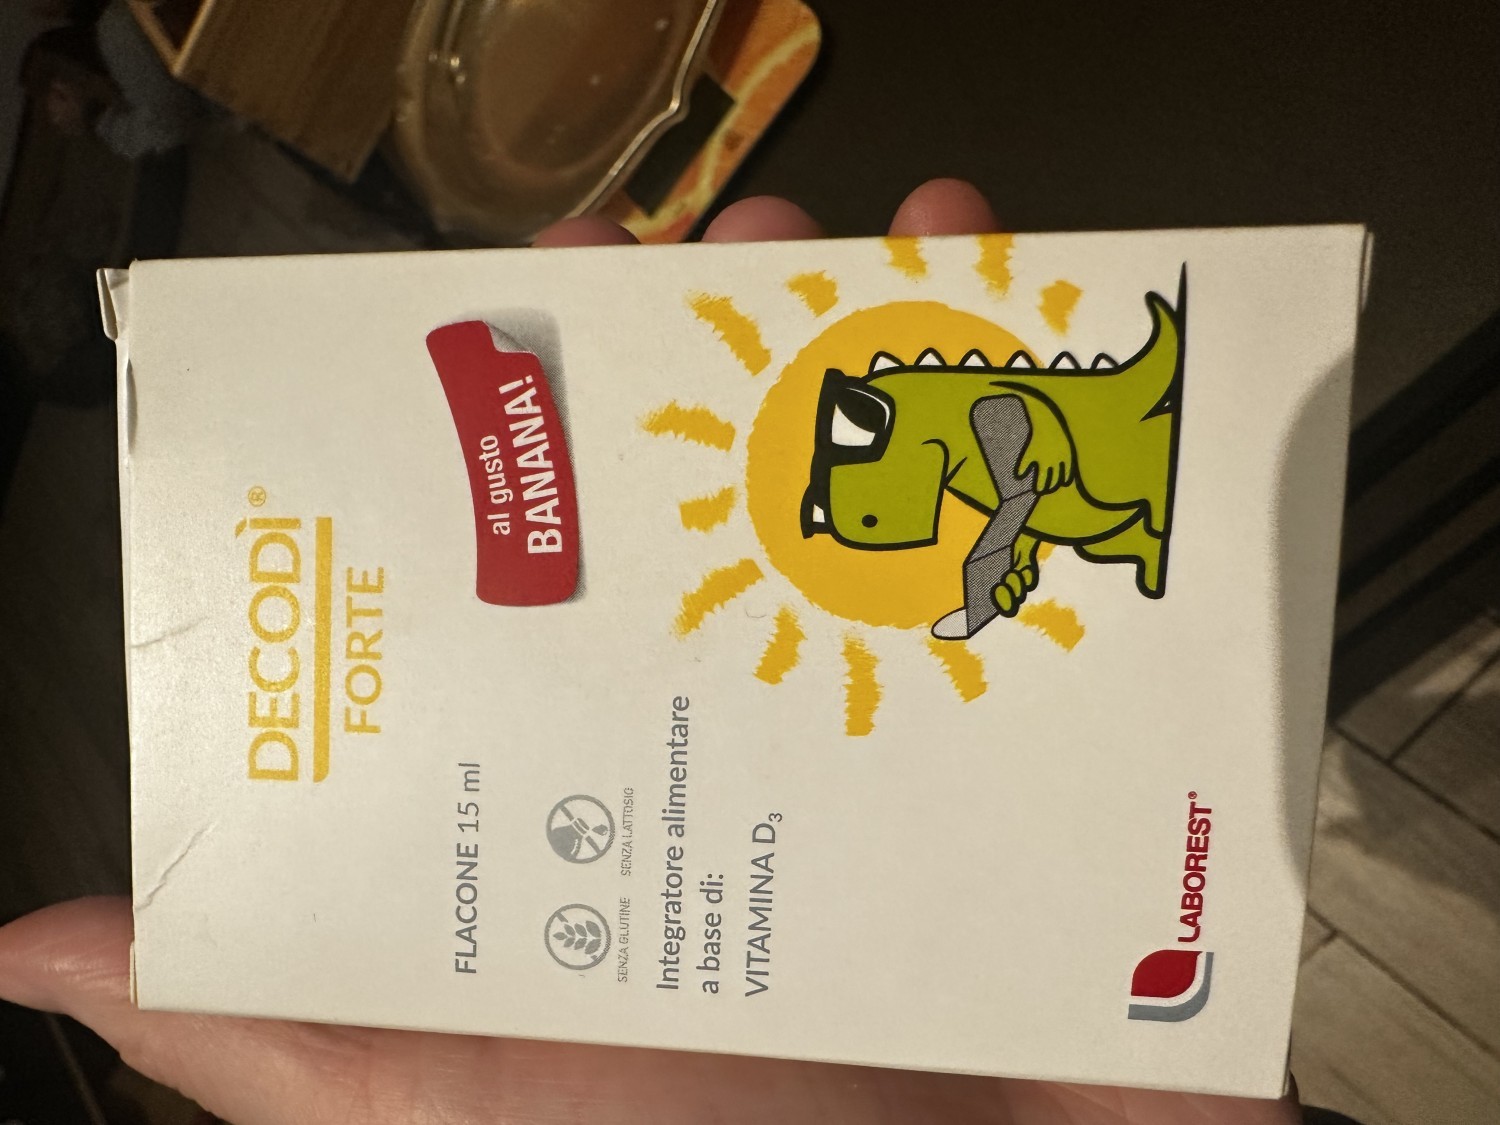 DECODÌ®
FORTE
al gusto
BANANA!
FLACONE 15 ml
SENZA GLUTINE
SENZA LATTOSIO
Integratore alimentare
a base di:
VITAMINA D₃
LABOREST®